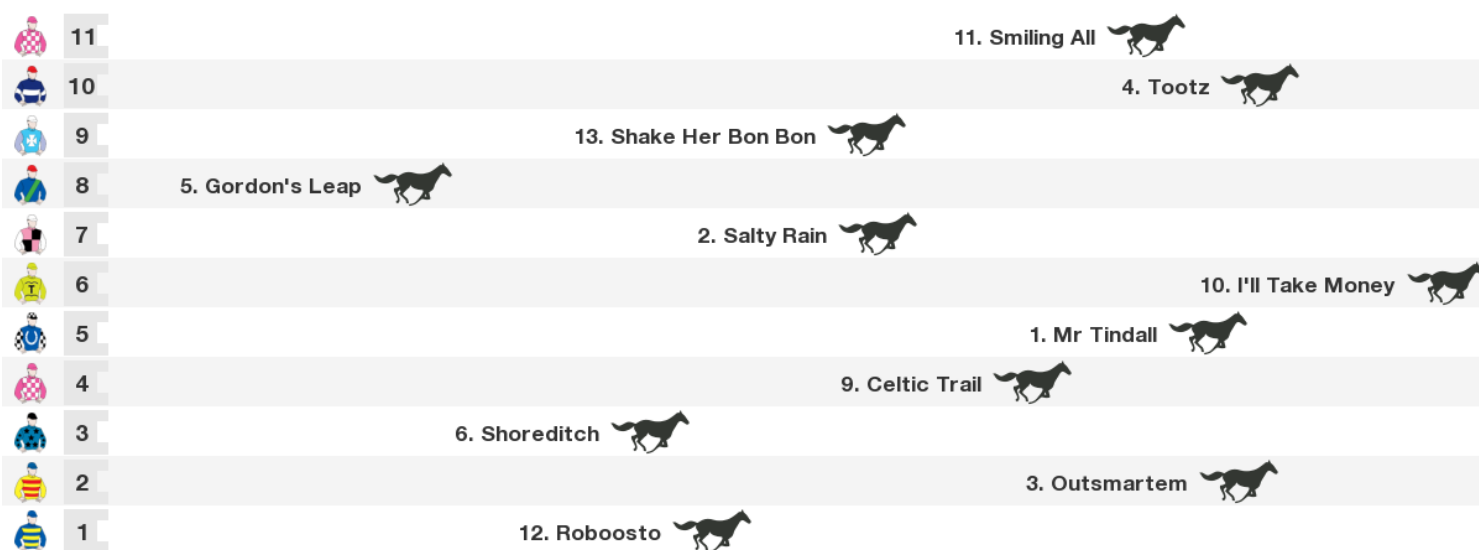 11 11. Smiling All
10 4. Tootz
9 13. Shake Her Bon Bon
8 5. Gordon's Leap
7 2. Salty Rain
T 6 10. I'll Take Money
5 1. Mr Tindall
4 9. Celtic Trail
3 6. Shoreditch
2 3. Outsmartem
1 12. Roboosto